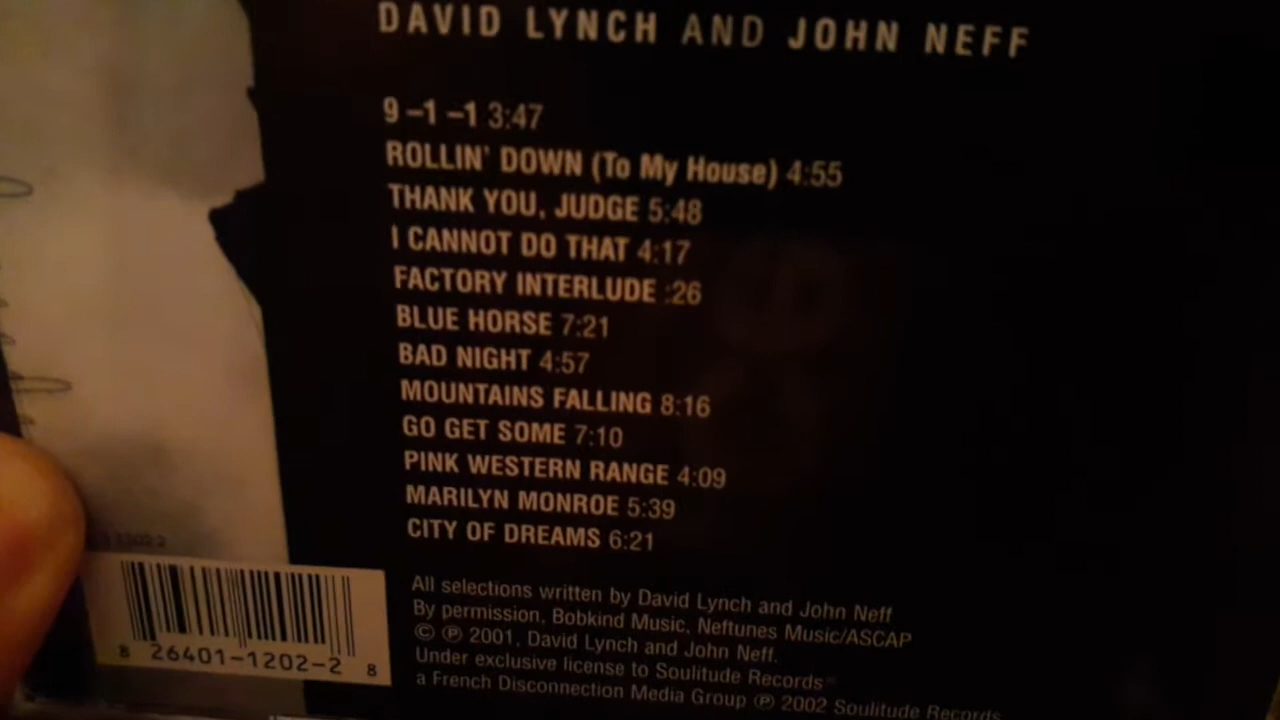 DAVID LYNCH AND JOHN NEFF
9 –1 –1 3:47
ROLLIN' DOWN (To My House) 4:55
THANK YOU, JUDGE 5:48
I CANNOT DO THAT 4:17
FACTORY INTERLUDE :26
BLUE HORSE 7:21
BAD NIGHT 4:57
MOUNTAINS FALLING 8:16
GO GET SOME 7:10
PINK WESTERN RANGE 4:09
MARILYN MONROE 5:39
CITY OF DREAMS 6:21
All selections written by David Lynch and John Neff
By permission, Bobkind Music, Neftunes Music/ASCAP
© ℗ 2001, David Lynch and John Neff.
Under exclusive license to Soulitude Records
a French Disconnection Media Group ℗ 2002 Soulitude Records
8 26401–1202–2 8